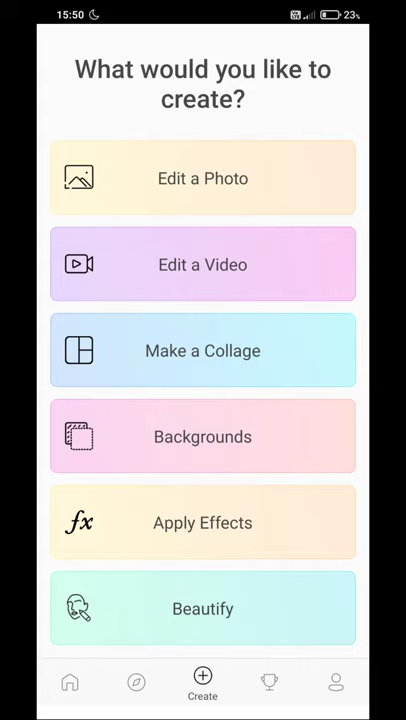 15:50
23%
What would you like to
create?
Edit a Photo
Edit a Video
Make a Collage
Backgrounds
fx
Apply Effects
Beautify
Create